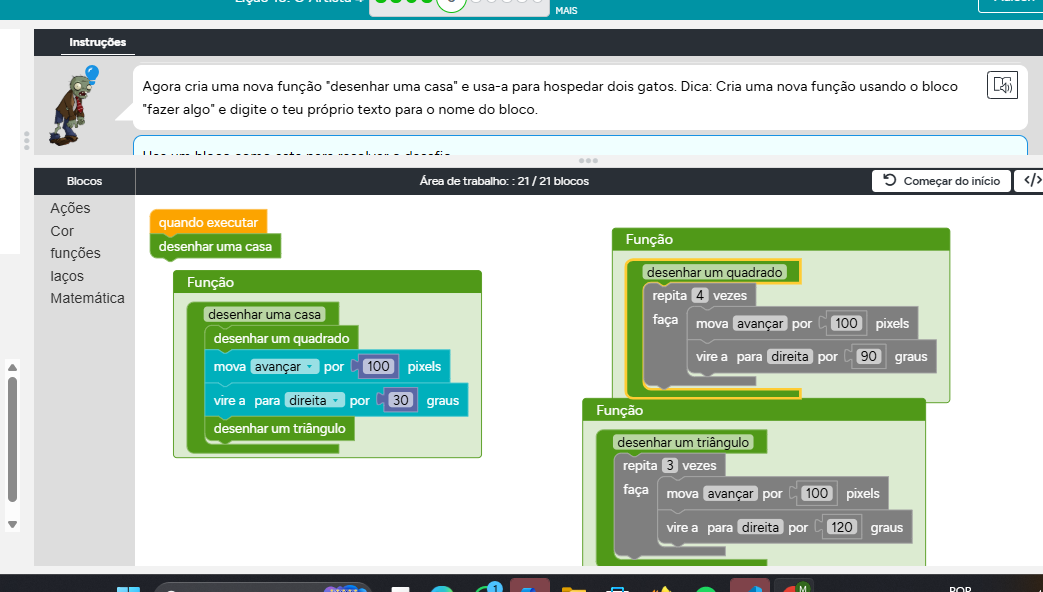 MAIS
Instruções
Agora cria uma nova função "desenhar uma casa" e usa-a para hospedar dois gatos. Dica: Cria uma nova função usando o bloco
"fazer algo" e digite o teu próprio texto para o nome do bloco.
Blocos
Área de trabalho: : 21 / 21 blocos
Começar do início
</>
Ações
Cor
funções
laços
Matemática
quando executar
desenhar uma casa
Função
desenhar uma casa
desenhar um quadrado
mova avançar por 100 pixels
vire a para direita por 30 graus
desenhar um triângulo
Função
desenhar um quadrado
repita 4 vezes
faça
mova avançar por 100 pixels
vire a para direita por 90 graus
Função
desenhar um triângulo
repita 3 vezes
faça
mova avançar por 100 pixels
vire a para direita por 120 graus
1
M
POR